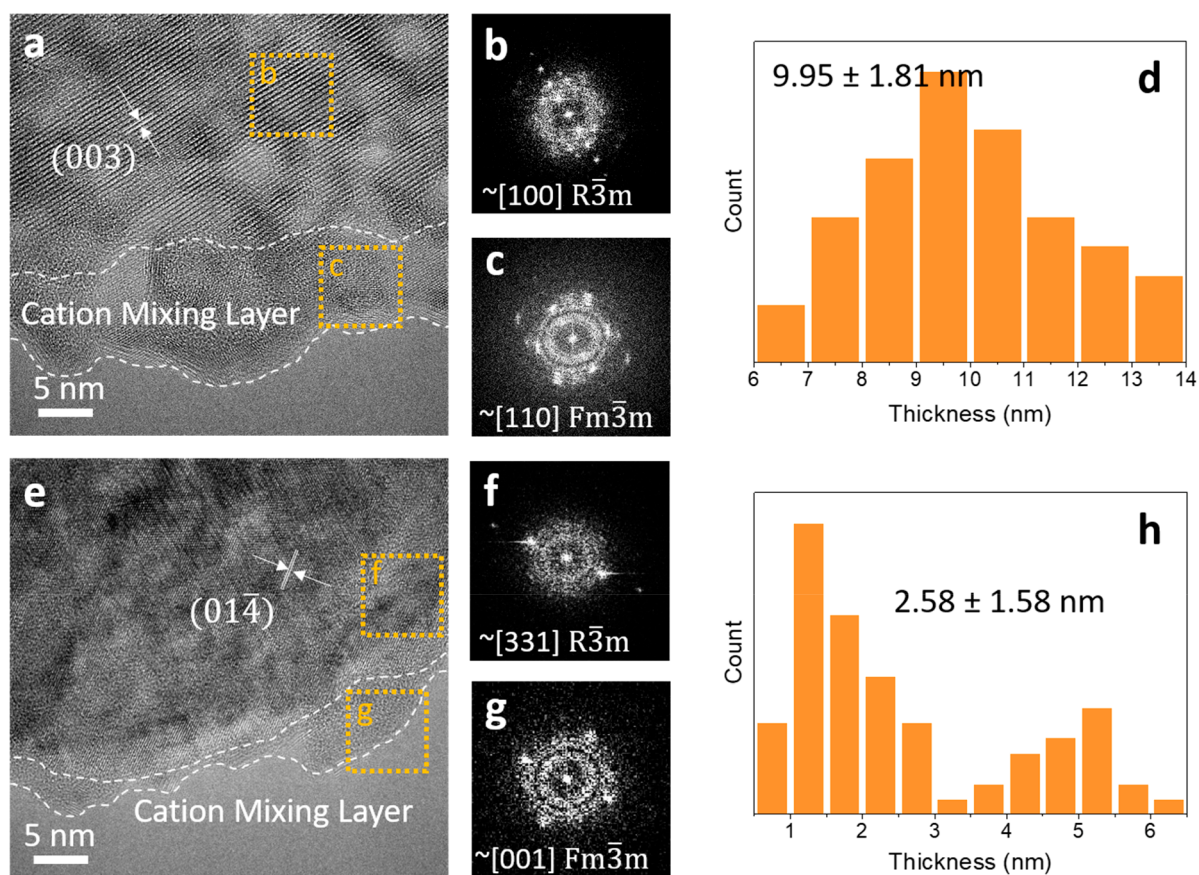 a
b
(003)
c
Cation Mixing Layer
5 nm
b
~[100] R3̅m
c
~[110] Fm3̅m
d
9.95 ± 1.81 nm
Count
6 7 8 9 10 11 12 13 14
Thickness (nm)
e
f
(014̅)
g
Cation Mixing Layer
5 nm
f
~[331] R3̅m
g
~[001] Fm3̅m
h
2.58 ± 1.58 nm
Count
1 2 3 4 5 6
Thickness (nm)